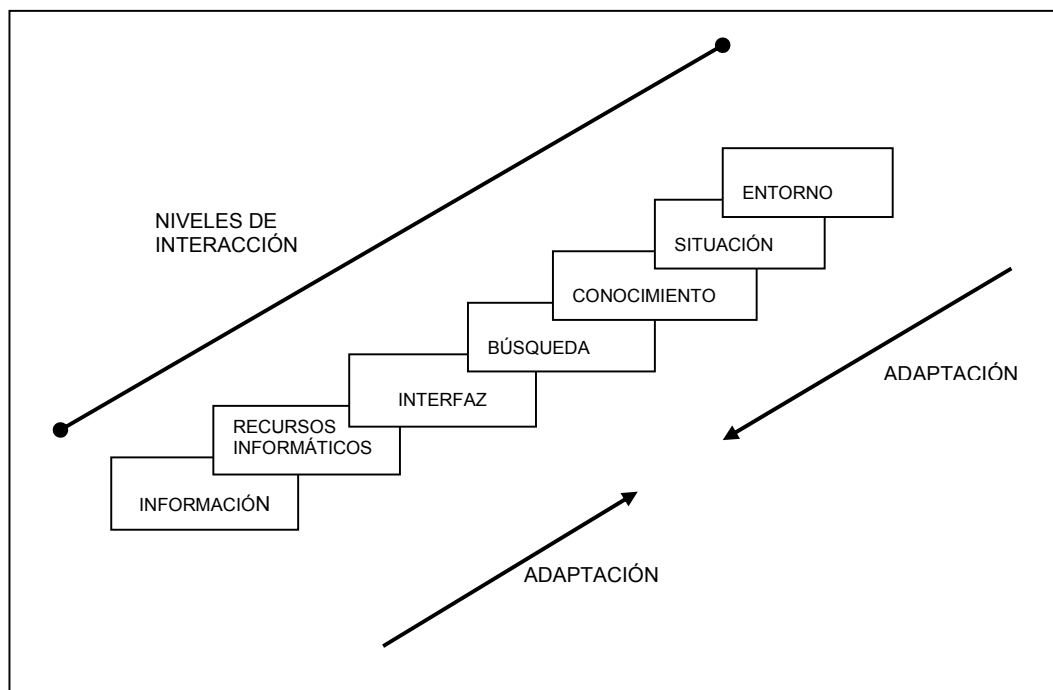 ENTORNO
NIVELES DE
INTERACCIÓN
SITUACIÓN
CONOCIMIENTO
BÚSQUEDA
ADAPTACIÓN
INTERFAZ
RECURSOS
INFORMÁTICOS
INFORMACIÓN
ADAPTACIÓN